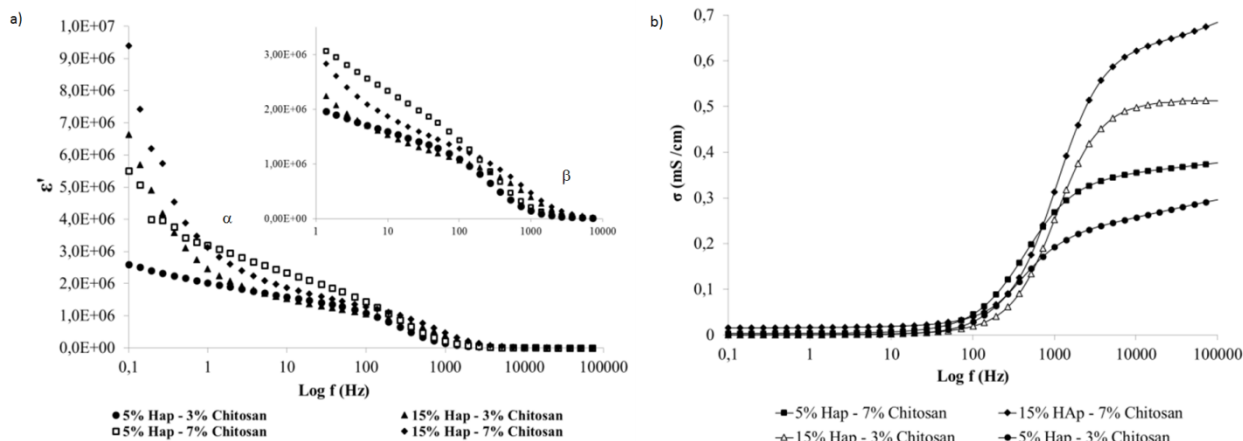 a)
1,0E+07
9,0E+06
8,0E+06
7,0E+06
6,0E+06
5,0E+06
4,0E+06
3,0E+06
2,0E+06
1,0E+06
0,0E+00
ε'
0,1 1 10 100 1000 10000 100000
Log f (Hz)
α
3,00E+06
2,00E+06
1,00E+06
0,00E+00
1 10 100 1000 10000
β
5% Hap - 3% Chitosan
15% Hap - 3% Chitosan
5% Hap - 7% Chitosan
15% Hap - 7% Chitosan
b)
0,7
0,6
0,5
0,4
0,3
0,2
0,1
0
σ (mS /cm)
0,1 1 10 100 1000 10000 100000
Log f (Hz)
5% Hap - 7% Chitosan
15% HAp - 7% Chitosan
15% Hap - 3% Chitosan
5% Hap - 3% Chitosan